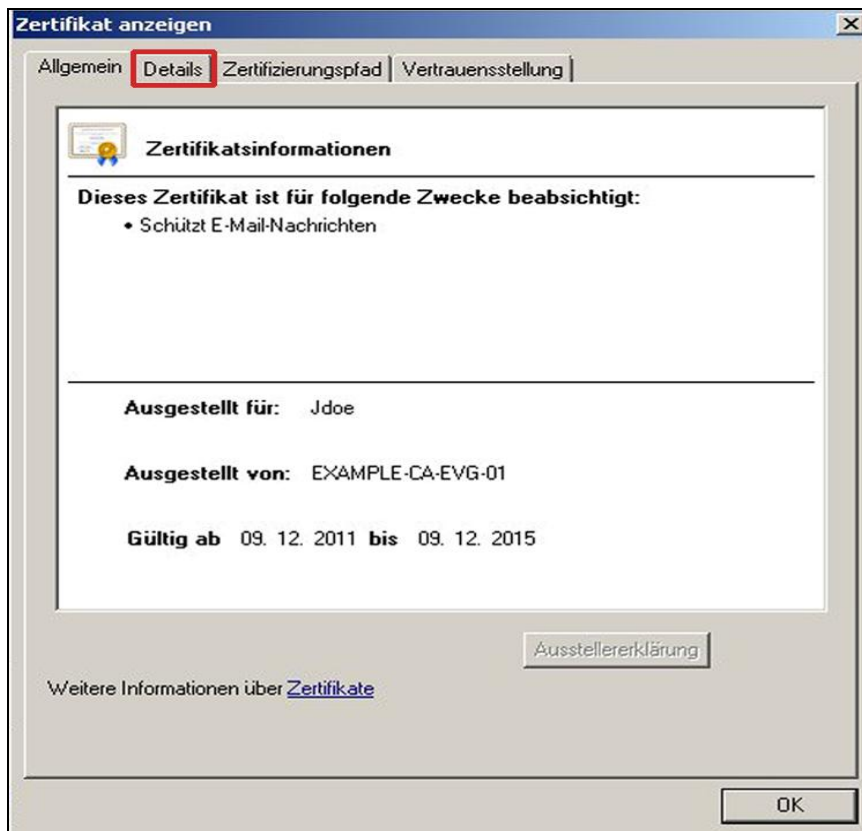 Zertifikat anzeigen
Allgemein Details Zertifizierungspfad Vertrauensstellung
Zertifikatsinformationen
Dieses Zertifikat ist für folgende Zwecke beabsichtigt:
• Schützt E-Mail-Nachrichten
Ausgestellt für: Jdoe
Ausgestellt von: EXAMPLE-CA-EVG-01
Gültig ab 09. 12. 2011 bis 09. 12. 2015
Ausstellererklärung
Weitere Informationen über Zertifikate
OK